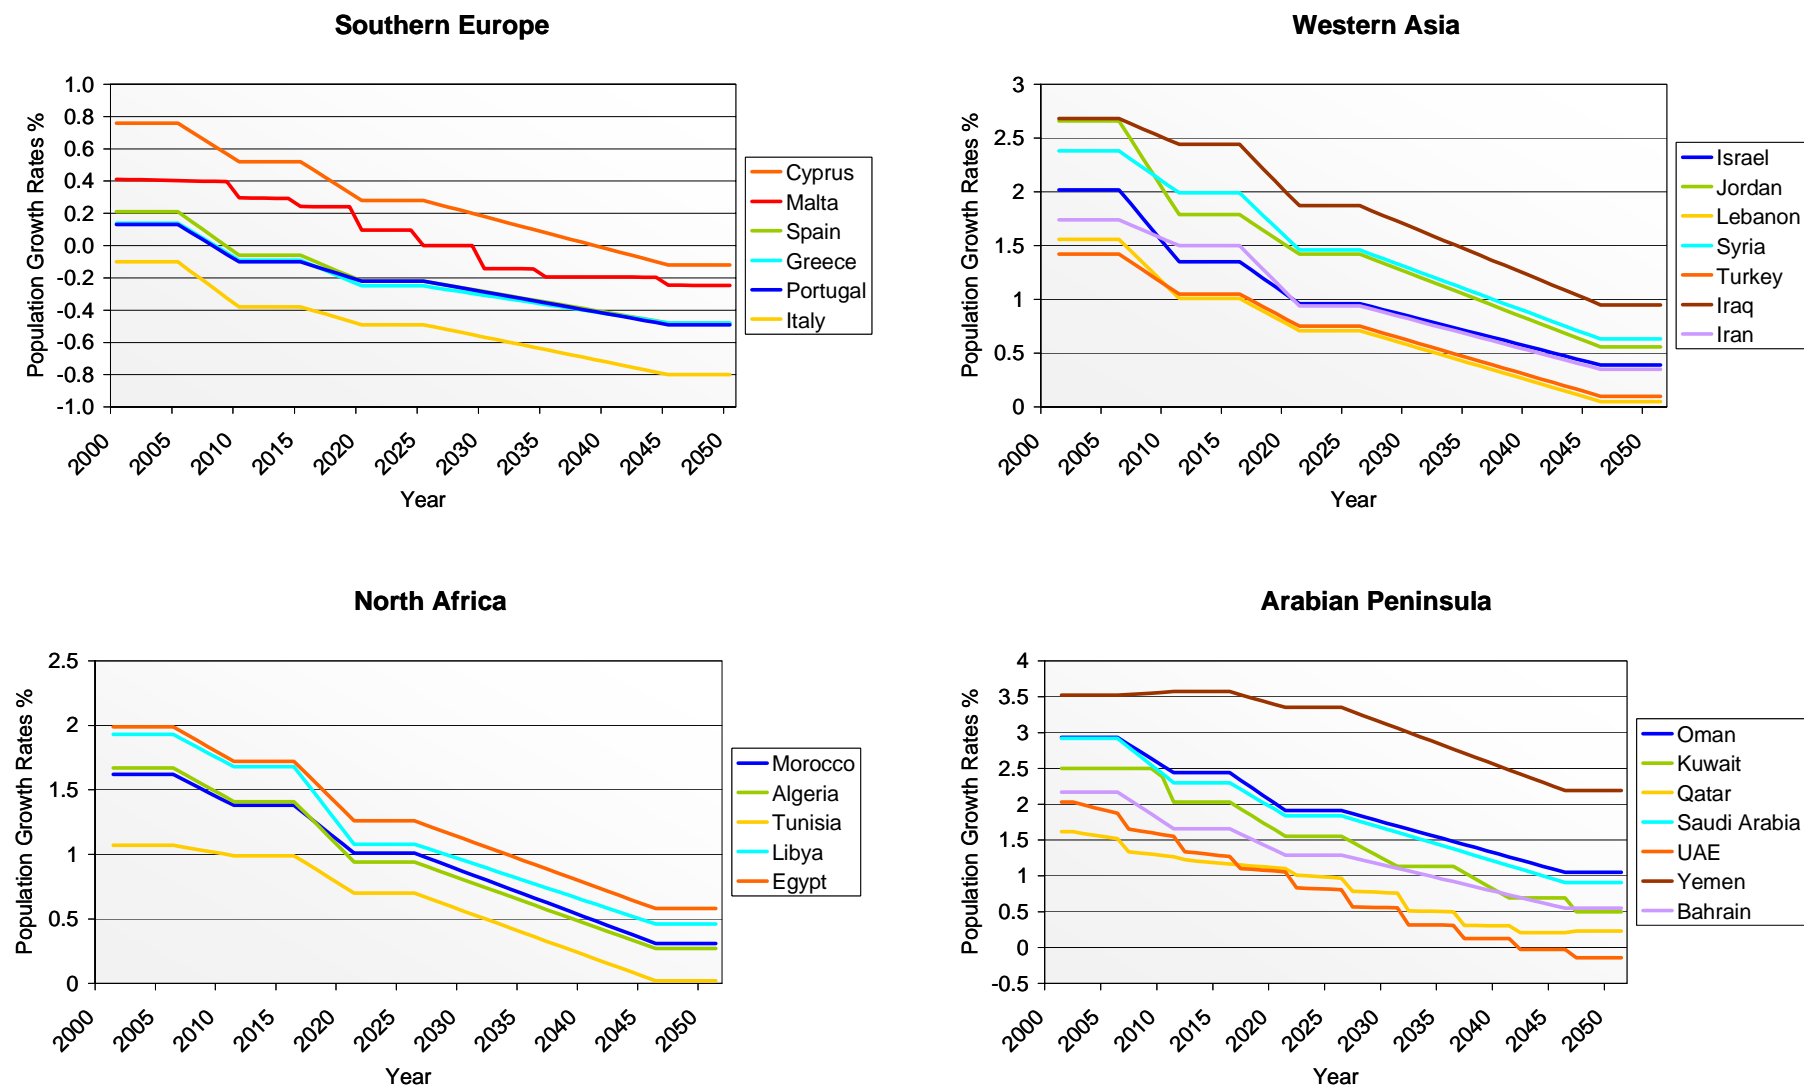 Southern Europe
Population Growth Rates %
1.0
0.8
0.6
0.4
0.2
0.0
-0.2
-0.4
-0.6
-0.8
-1.0
2000
2005
2010
2015
2020
2025
2030
2035
2040
2045
2050
Year
Cyprus
Malta
Spain
Greece
Portugal
Italy
Western Asia
Population Growth Rates %
3
2.5
2
1.5
1
0.5
0
2000
2005
2010
2015
2020
2025
2030
2035
2040
2045
2050
Year
Israel
Jordan
Lebanon
Syria
Turkey
Iraq
Iran
North Africa
Population Growth Rates %
2.5
2
1.5
1
0.5
0
2000
2005
2010
2015
2020
2025
2030
2035
2040
2045
2050
Year
Morocco
Algeria
Tunisia
Libya
Egypt
Arabian Peninsula
Population Growth Rates %
4
3.5
3
2.5
2
1.5
1
0.5
0
-0.5
2000
2005
2010
2015
2020
2025
2030
2035
2040
2045
2050
Year
Oman
Kuwait
Qatar
Saudi Arabia
UAE
Yemen
Bahrain